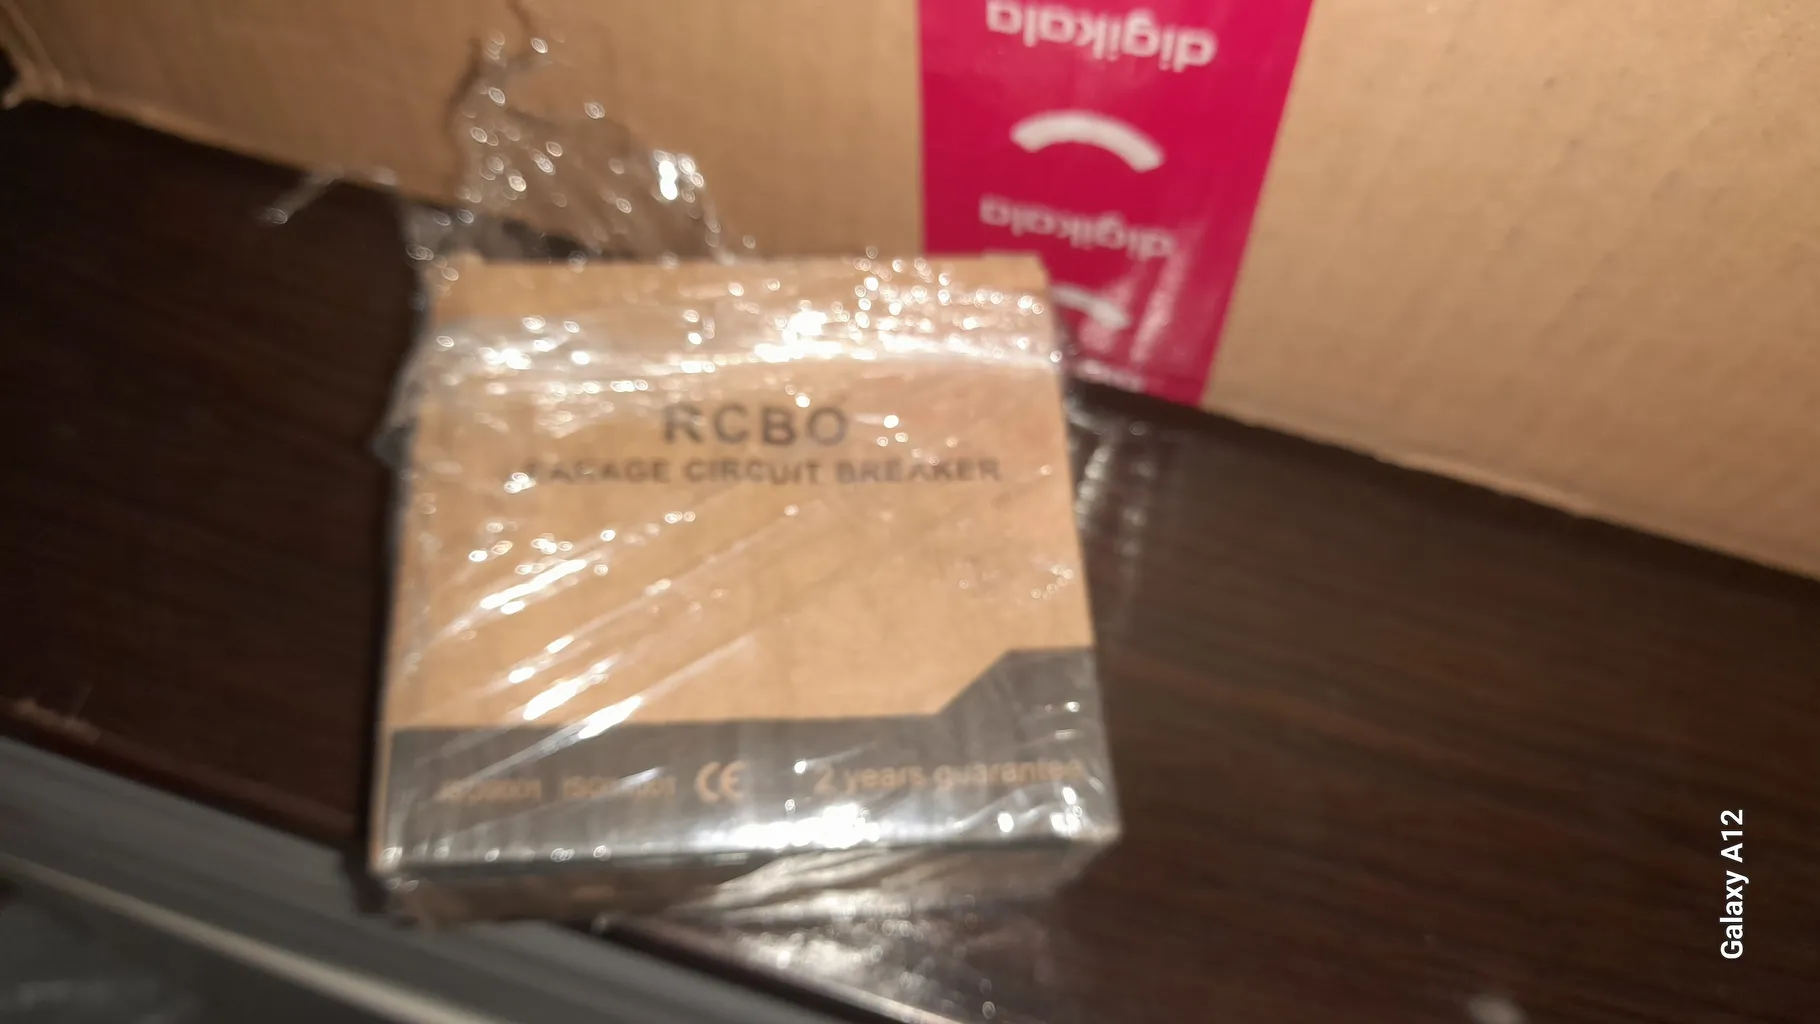 digikala
digikala
RCBO
CIRCUIT BREAKER
CE 2 years guarantee
Galaxy A12